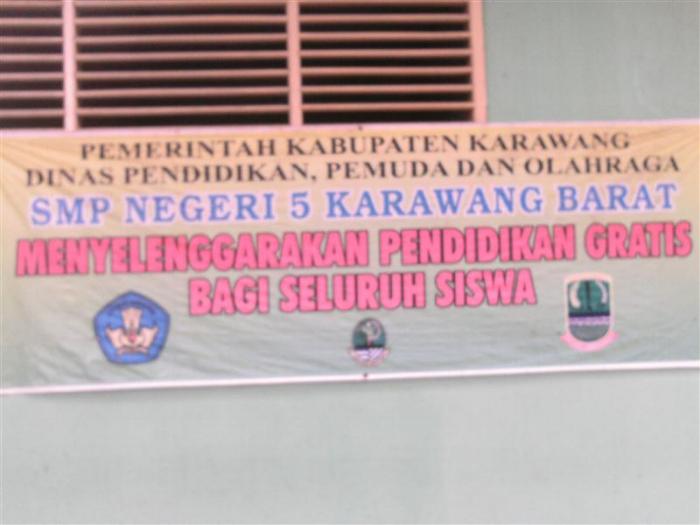 PEMERINTAH KABUPATEN KARAWANG
DINAS PENDIDIKAN, PEMUDA DAN OLAHRAGA
SMP NEGERI 5 KARAWANG BARAT
MENYELENGGARAKAN PENDIDIKAN GRATIS
BAGI SELURUH SISWA